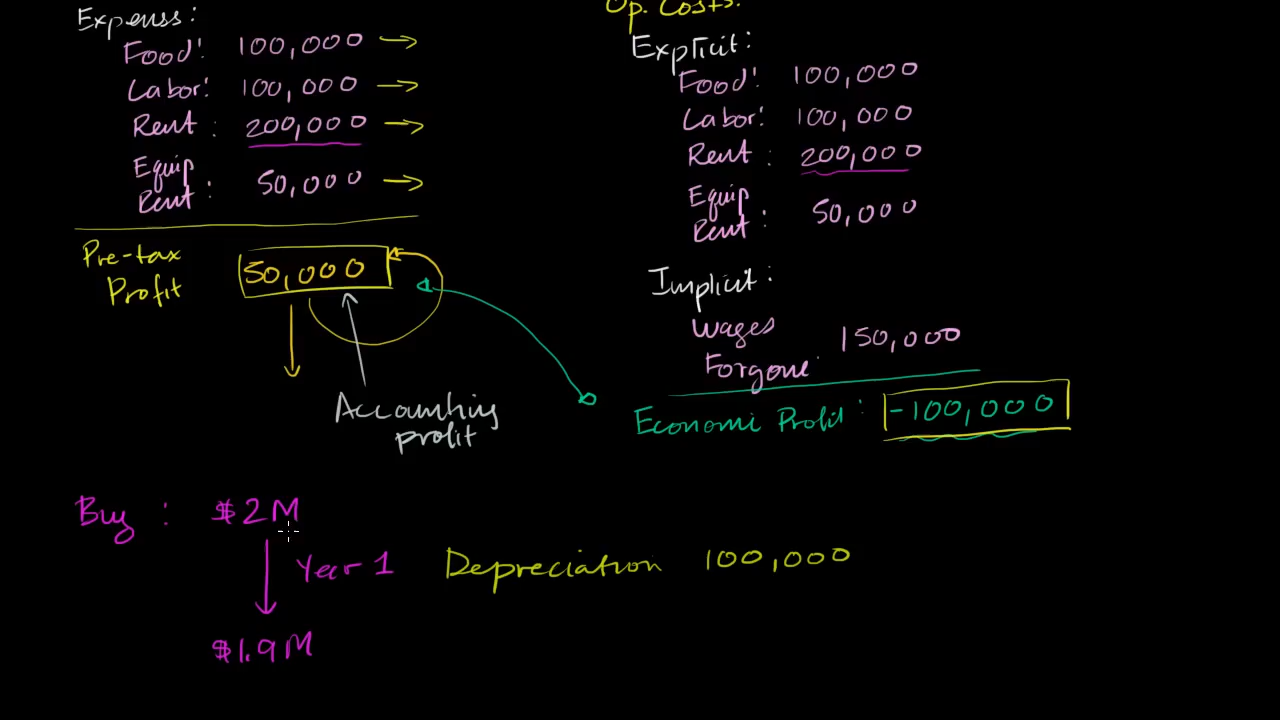 Expenss:
Food: 100,000
Labor: 100,000
Rent : 200,000
Equip
Rent : 50,000
Pre-tax
Profit
50,000
Accounting
profit
Op. Costs:
Explicit:
Food: 100,000
Labor: 100,000
Rent : 200,000
Equip
Rent : 50,000
Implicit:
Wages
Forgone: 150,000
Economic Profit: -100,000
Buy : $2M
Year 1 Depreciation 100,000
$1.9M